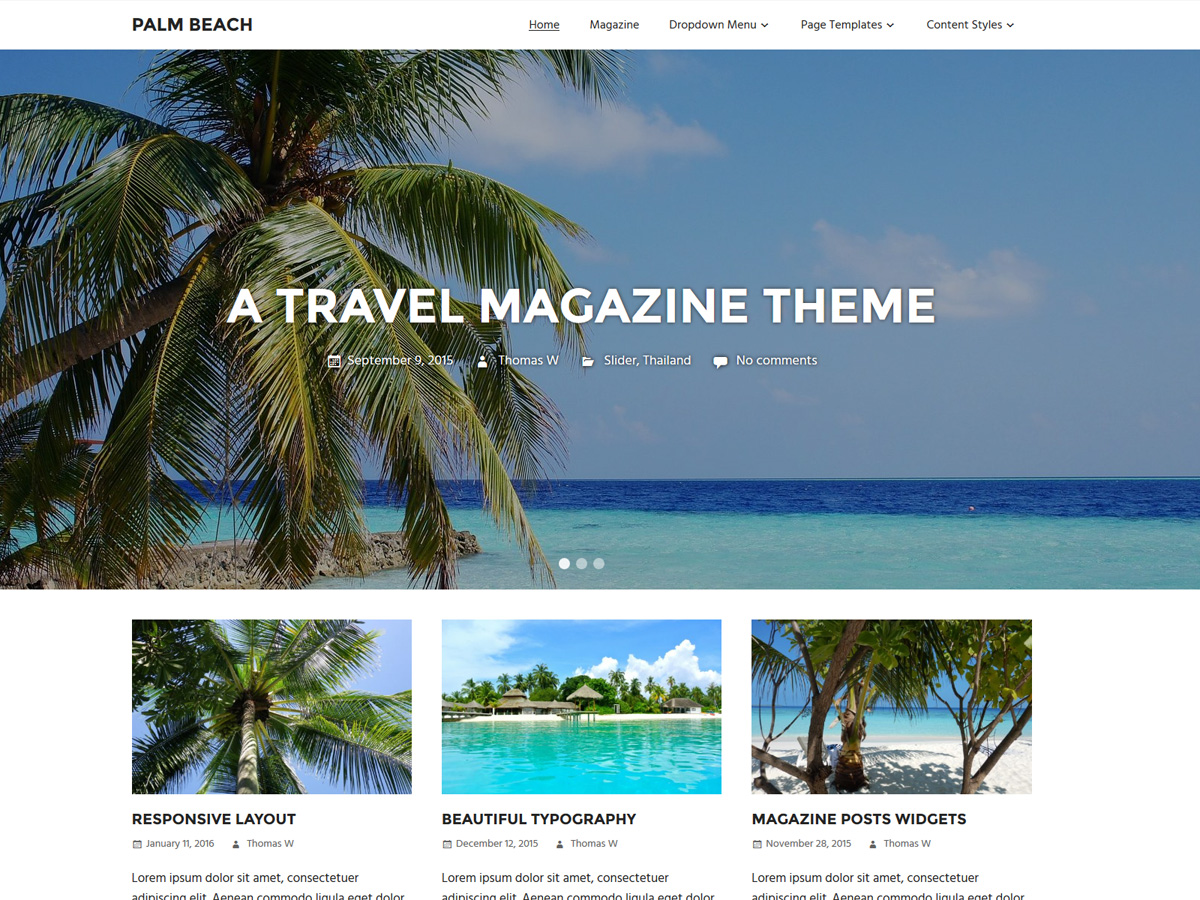 PALM BEACH
Home Magazine Dropdown Menu Page Templates Content Styles
A TRAVEL MAGAZINE THEME
September 9, 2015 Thomas W Slider, Thailand No comments
RESPONSIVE LAYOUT
January 11, 2016 Thomas W
Lorem ipsum dolor sit amet, consectetuer
adipiscing elit. Aenean commodo ligula eget dolor.
BEAUTIFUL TYPOGRAPHY
December 12, 2015 Thomas W
Lorem ipsum dolor sit amet, consectetuer
adipiscing elit. Aenean commodo ligula eget dolor.
MAGAZINE POSTS WIDGETS
November 28, 2015 Thomas W
Lorem ipsum dolor sit amet, consectetuer
adipiscing elit. Aenean commodo ligula eget dolor.